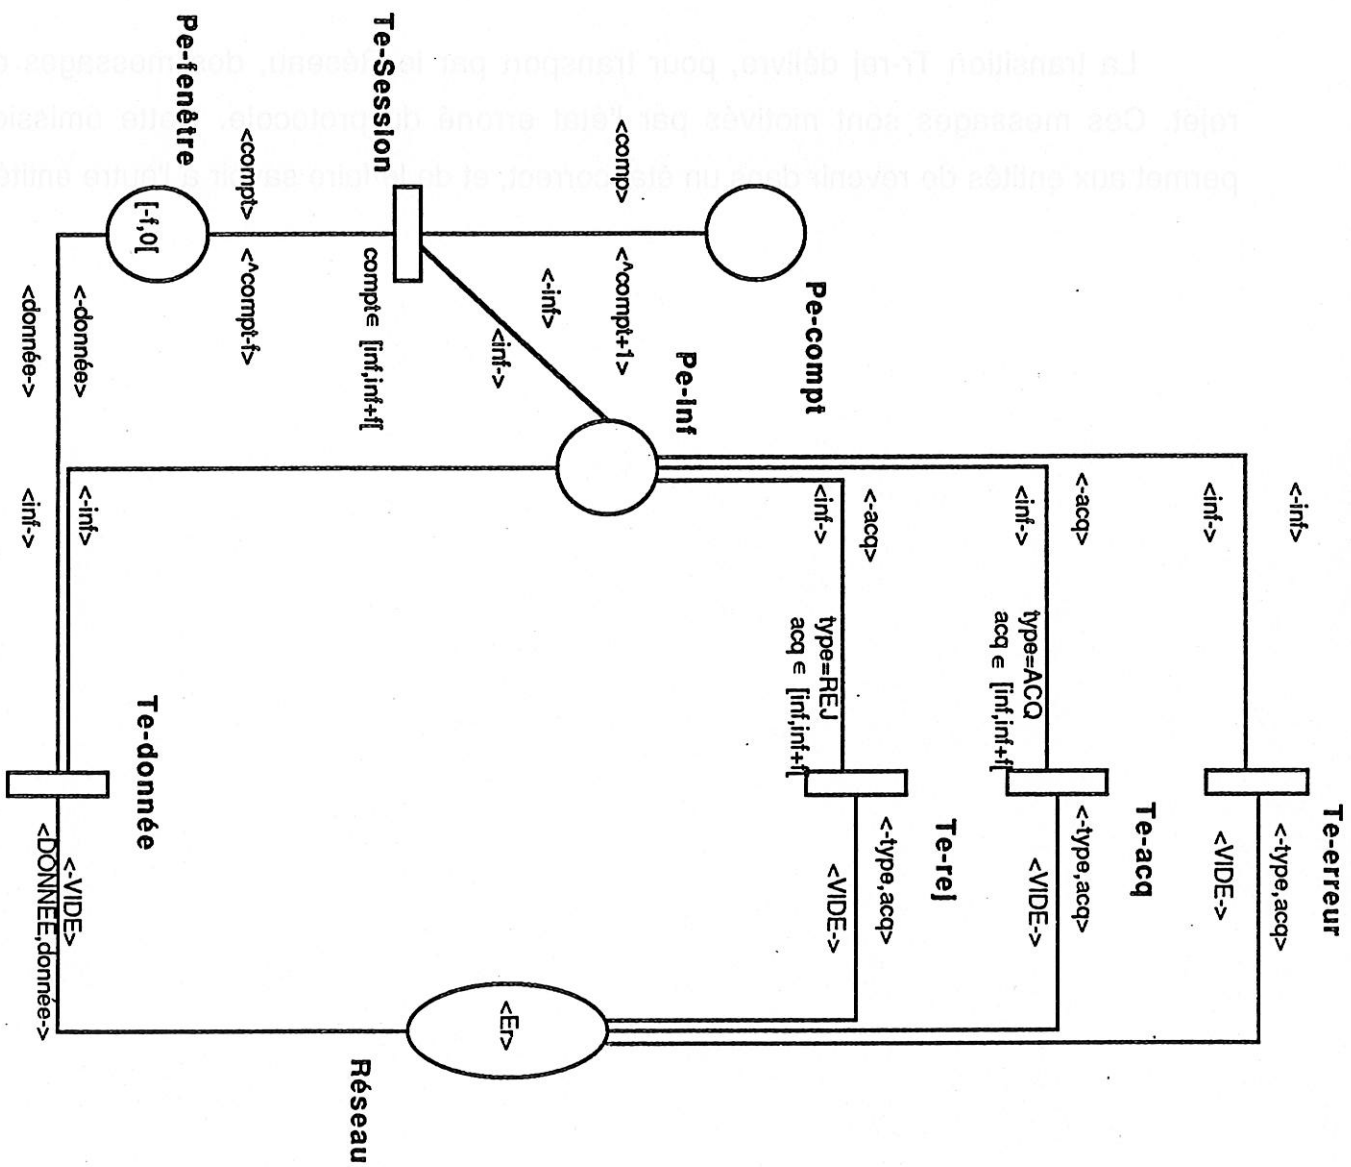 Te-erreur
<-inf>
<-type,acq>
<VIDE->
<inf->
Te-acq
<-acq>
<-type,acq>
<VIDE->
<inf->
type=ACQ
acq ∈ [inf,inf+f[
Te-rej
<-acq>
<-type,acq>
<VIDE->
<inf->
type=REJ
acq ∈ [inf,inf+f[
Pe-compt
Pe-inf
<comp>
<^compt+1>
<-inf>
<inf->
<Er>
Réseau
Te-Session
compt∈ [inf,inf+f[
<compt>
<^compt-f>
Pe-fenêtre
[-f,0[
Te-donnée
<-donnée>
<-inf>
<-VIDE>
<donnée->
<inf->
<DONNEE,donnée->